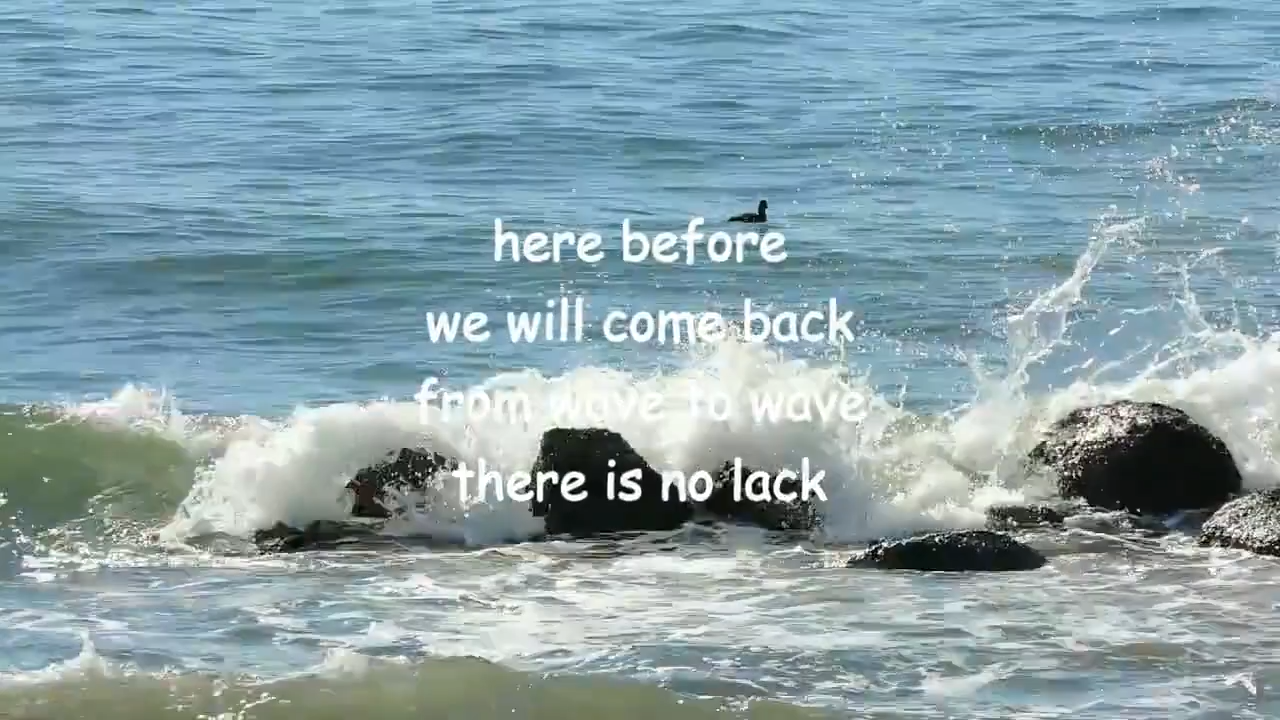 here before
we will come back
from wave to wave
there is no lack